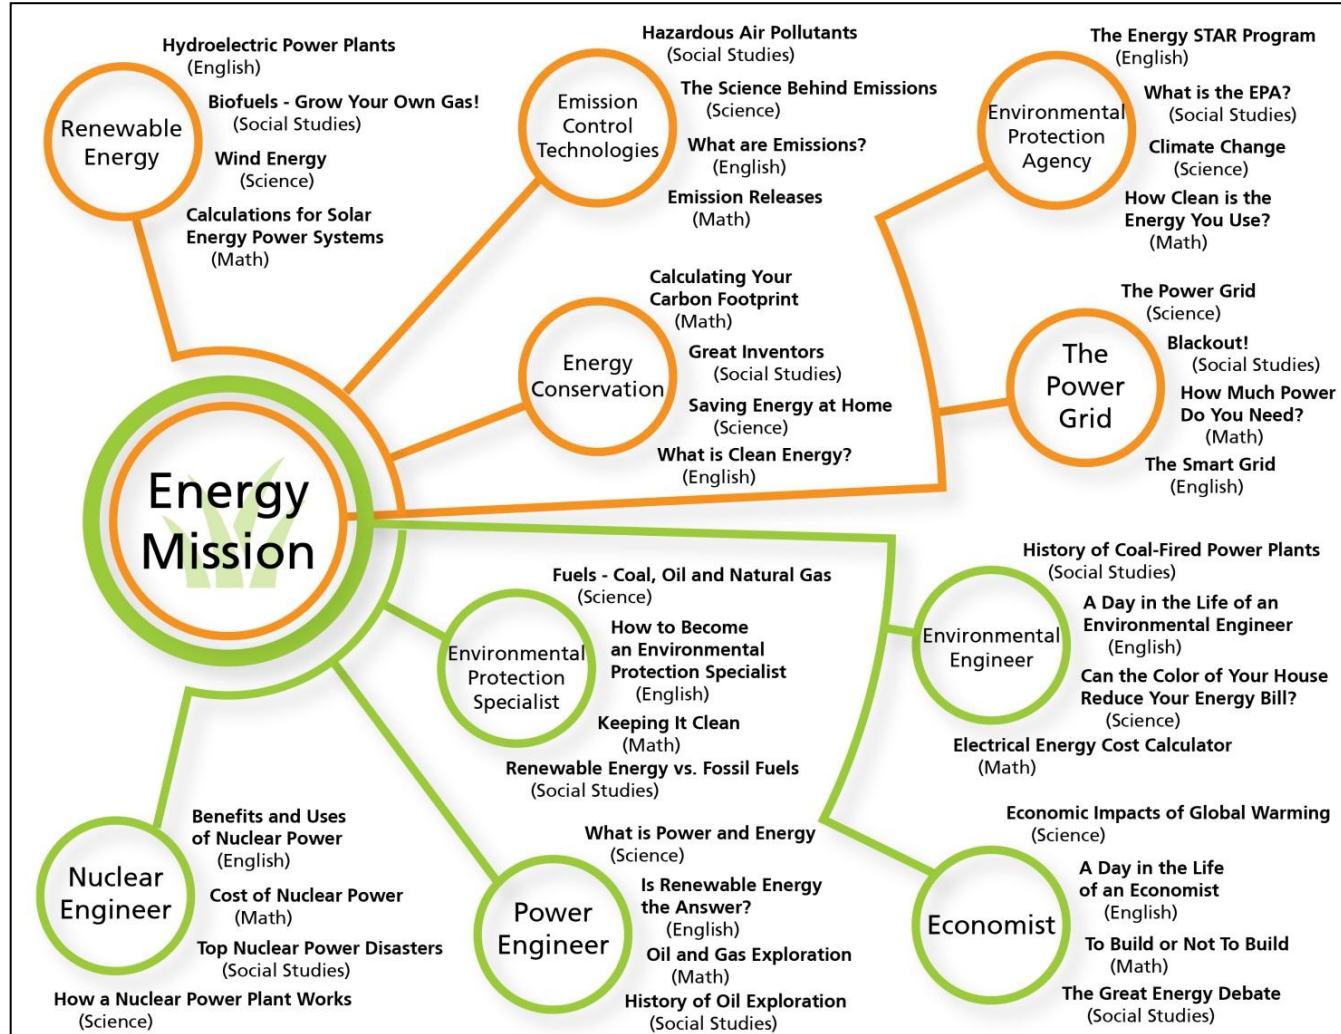 Energy
Mission
Renewable
Energy
Hydroelectric Power Plants
(English)
Biofuels - Grow Your Own Gas!
(Social Studies)
Wind Energy
(Science)
Calculations for Solar
Energy Power Systems
(Math)
Emission
Control
Technologies
Hazardous Air Pollutants
(Social Studies)
The Science Behind Emissions
(Science)
What are Emissions?
(English)
Emission Releases
(Math)
Environmental
Protection
Agency
The Energy STAR Program
(English)
What is the EPA?
(Social Studies)
Climate Change
(Science)
How Clean is the
Energy You Use?
(Math)
Energy
Conservation
Calculating Your
Carbon Footprint
(Math)
Great Inventors
(Social Studies)
Saving Energy at Home
(Science)
What is Clean Energy?
(English)
The
Power
Grid
The Power Grid
(Science)
Blackout!
(Social Studies)
How Much Power
Do You Need?
(Math)
The Smart Grid
(English)
Environmental
Protection
Specialist
Fuels - Coal, Oil and Natural Gas
(Science)
How to Become
an Environmental
Protection Specialist
(English)
Keeping It Clean
(Math)
Renewable Energy vs. Fossil Fuels
(Social Studies)
Environmental
Engineer
History of Coal-Fired Power Plants
(Social Studies)
A Day in the Life of an
Environmental Engineer
(English)
Can the Color of Your House
Reduce Your Energy Bill?
(Science)
Electrical Energy Cost Calculator
(Math)
Nuclear
Engineer
Benefits and Uses
of Nuclear Power
(English)
Cost of Nuclear Power
(Math)
Top Nuclear Power Disasters
(Social Studies)
How a Nuclear Power Plant Works
(Science)
Power
Engineer
What is Power and Energy
(Science)
Is Renewable Energy
the Answer?
(English)
Oil and Gas Exploration
(Math)
History of Oil Exploration
(Social Studies)
Economist
Economic Impacts of Global Warming
(Science)
A Day in the Life
of an Economist
(English)
To Build or Not To Build
(Math)
The Great Energy Debate
(Social Studies)